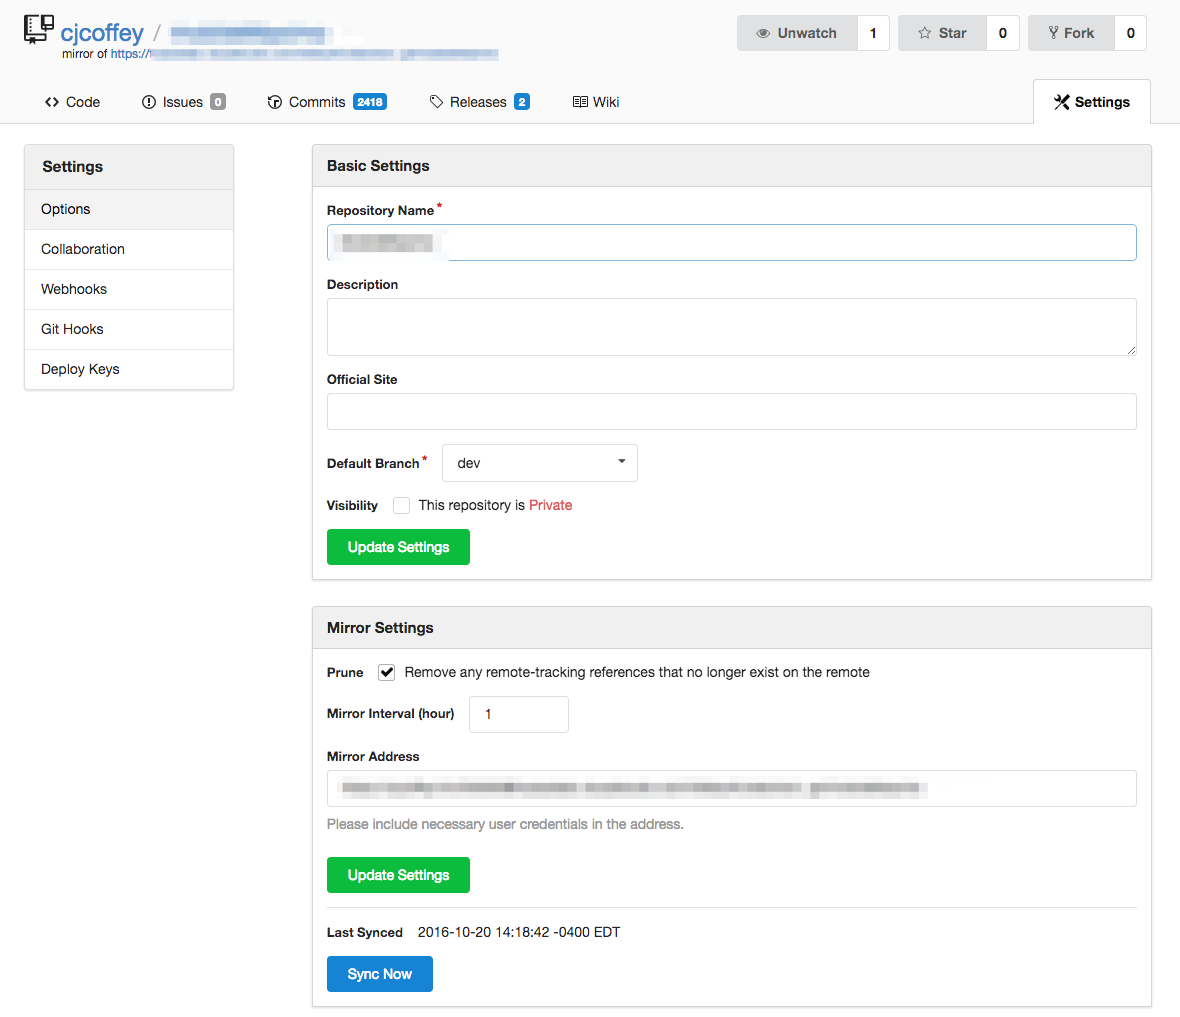 cjcoffey /
Unwatch 1 Star 0 Fork 0
mirror of https://
Code Issues 0 Commits 2418 Releases 2 Wiki Settings
Settings
Options
Collaboration
Webhooks
Git Hooks
Deploy Keys
Basic Settings
Repository Name *
Description
Official Site
Default Branch * dev
Visibility This repository is Private
Update Settings
Mirror Settings
Prune Remove any remote-tracking references that no longer exist on the remote
Mirror Interval (hour) 1
Mirror Address
Please include necessary user credentials in the address.
Update Settings
Last Synced 2016-10-20 14:18:42 -0400 EDT
Sync Now